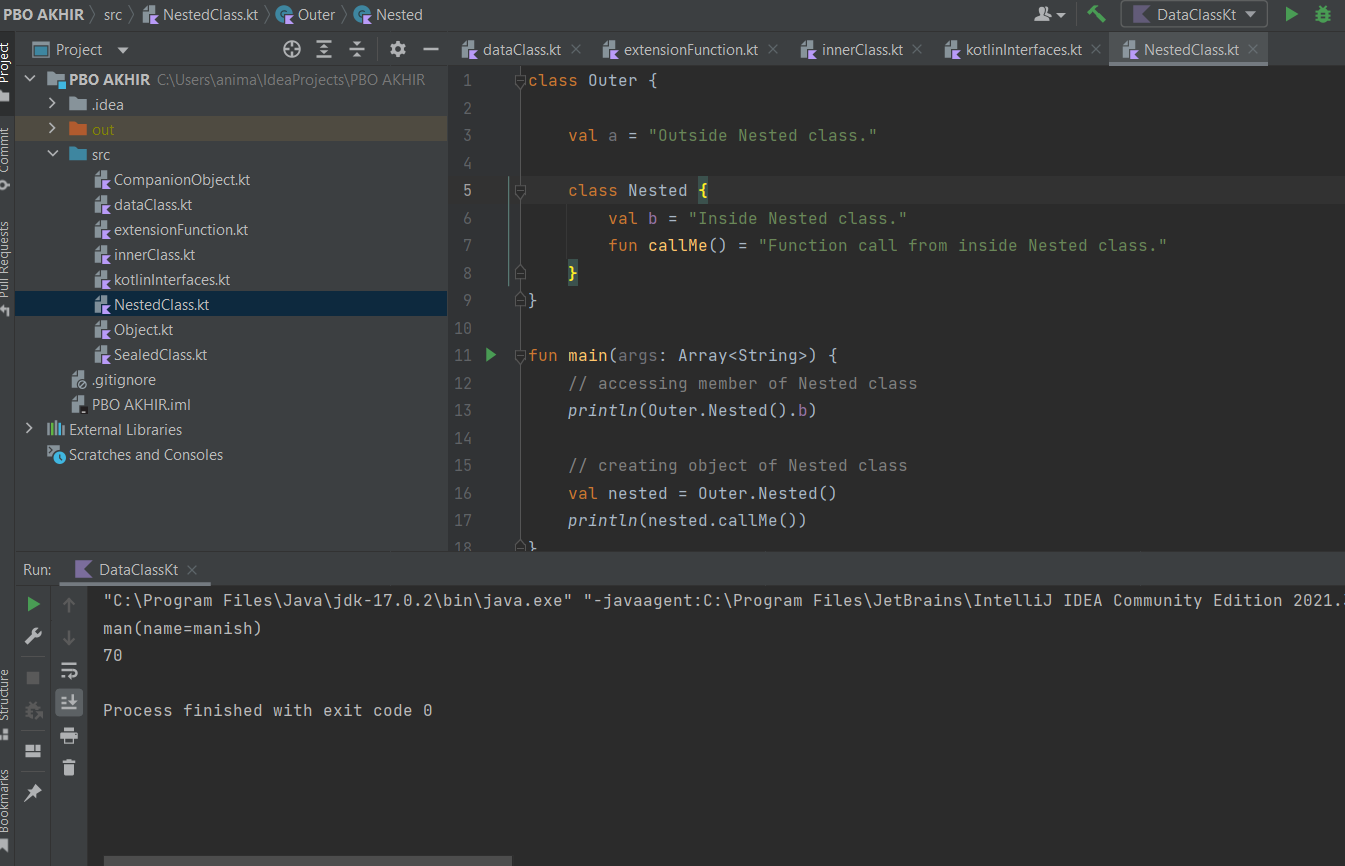 PBO AKHIR src NestedClass.kt Outer Nested DataClassKt
Project dataClass.kt extensionFunction.kt innerClass.kt kotlinInterfaces.kt NestedClass.kt
Project
Commit
Pull Requests
PBO AKHIR C:\Users\anima\IdeaProjects\PBO AKHIR
.idea
out
src
CompanionObject.kt
dataClass.kt
extensionFunction.kt
innerClass.kt
kotlinInterfaces.kt
NestedClass.kt
Object.kt
SealedClass.kt
.gitignore
PBO AKHIR.iml
External Libraries
Scratches and Consoles
1 class Outer {
2
3 val a = "Outside Nested class."
4
5 class Nested {
6 val b = "Inside Nested class."
7 fun callMe() = "Function call from inside Nested class."
8 }
9 }
10
11 fun main(args: Array<String>) {
12 // accessing member of Nested class
13 println(Outer.Nested().b)
14
15 // creating object of Nested class
16 val nested = Outer.Nested()
17 println(nested.callMe())
18 }
Run: DataClassKt
"C:\Program Files\Java\jdk-17.0.2\bin\java.exe" "-javaagent:C:\Program Files\JetBrains\IntelliJ IDEA Community Edition 2021.
man(name=manish)
70
Process finished with exit code 0
Structure
Bookmarks